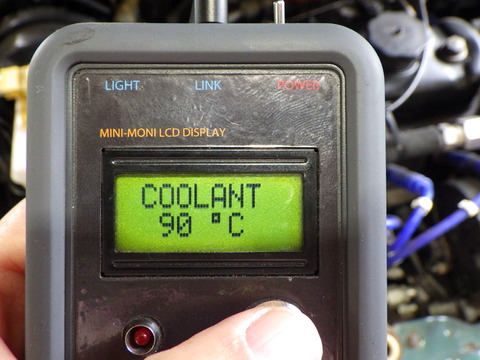 LIGHT LINK POWER
MINI-MONI LCD DISPLAY
COOLANT
90 °C